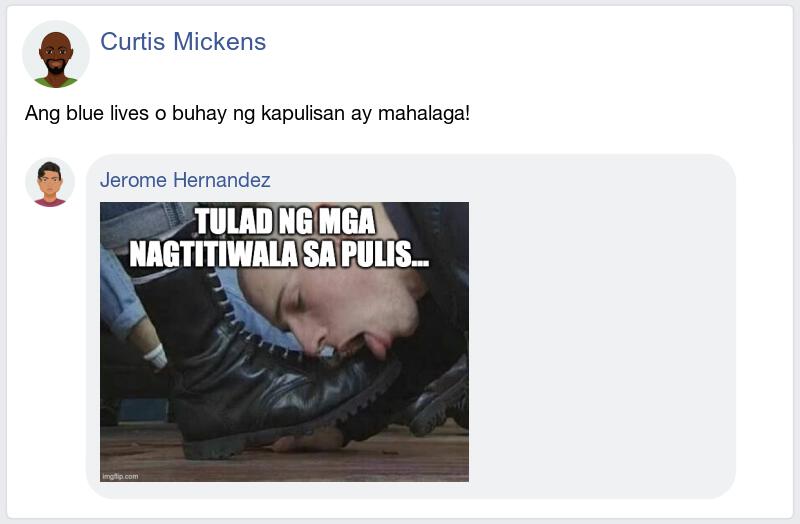 Curtis Mickens
Ang blue lives o buhay ng kapulisan ay mahalaga!
Jerome Hernandez
TULAD NG MGA
NAGTITIWALA SA PULIS...
imgflip.com